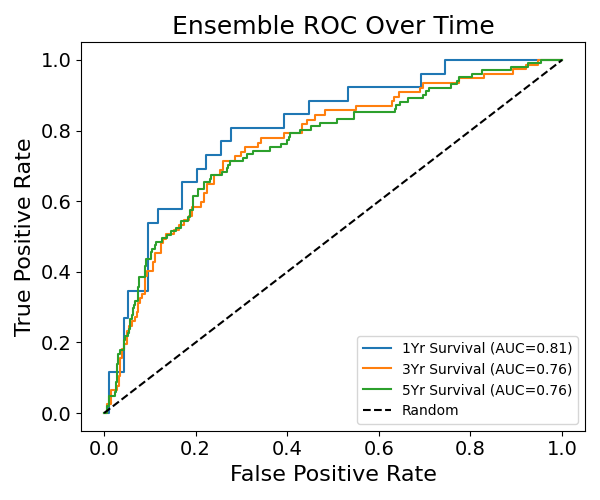 Ensemble ROC Over Time
True Positive Rate
1.0
0.8
0.6
0.4
0.2
0.0
1Yr Survival (AUC=0.81)
3Yr Survival (AUC=0.76)
5Yr Survival (AUC=0.76)
Random
0.0 0.2 0.4 0.6 0.8 1.0
False Positive Rate